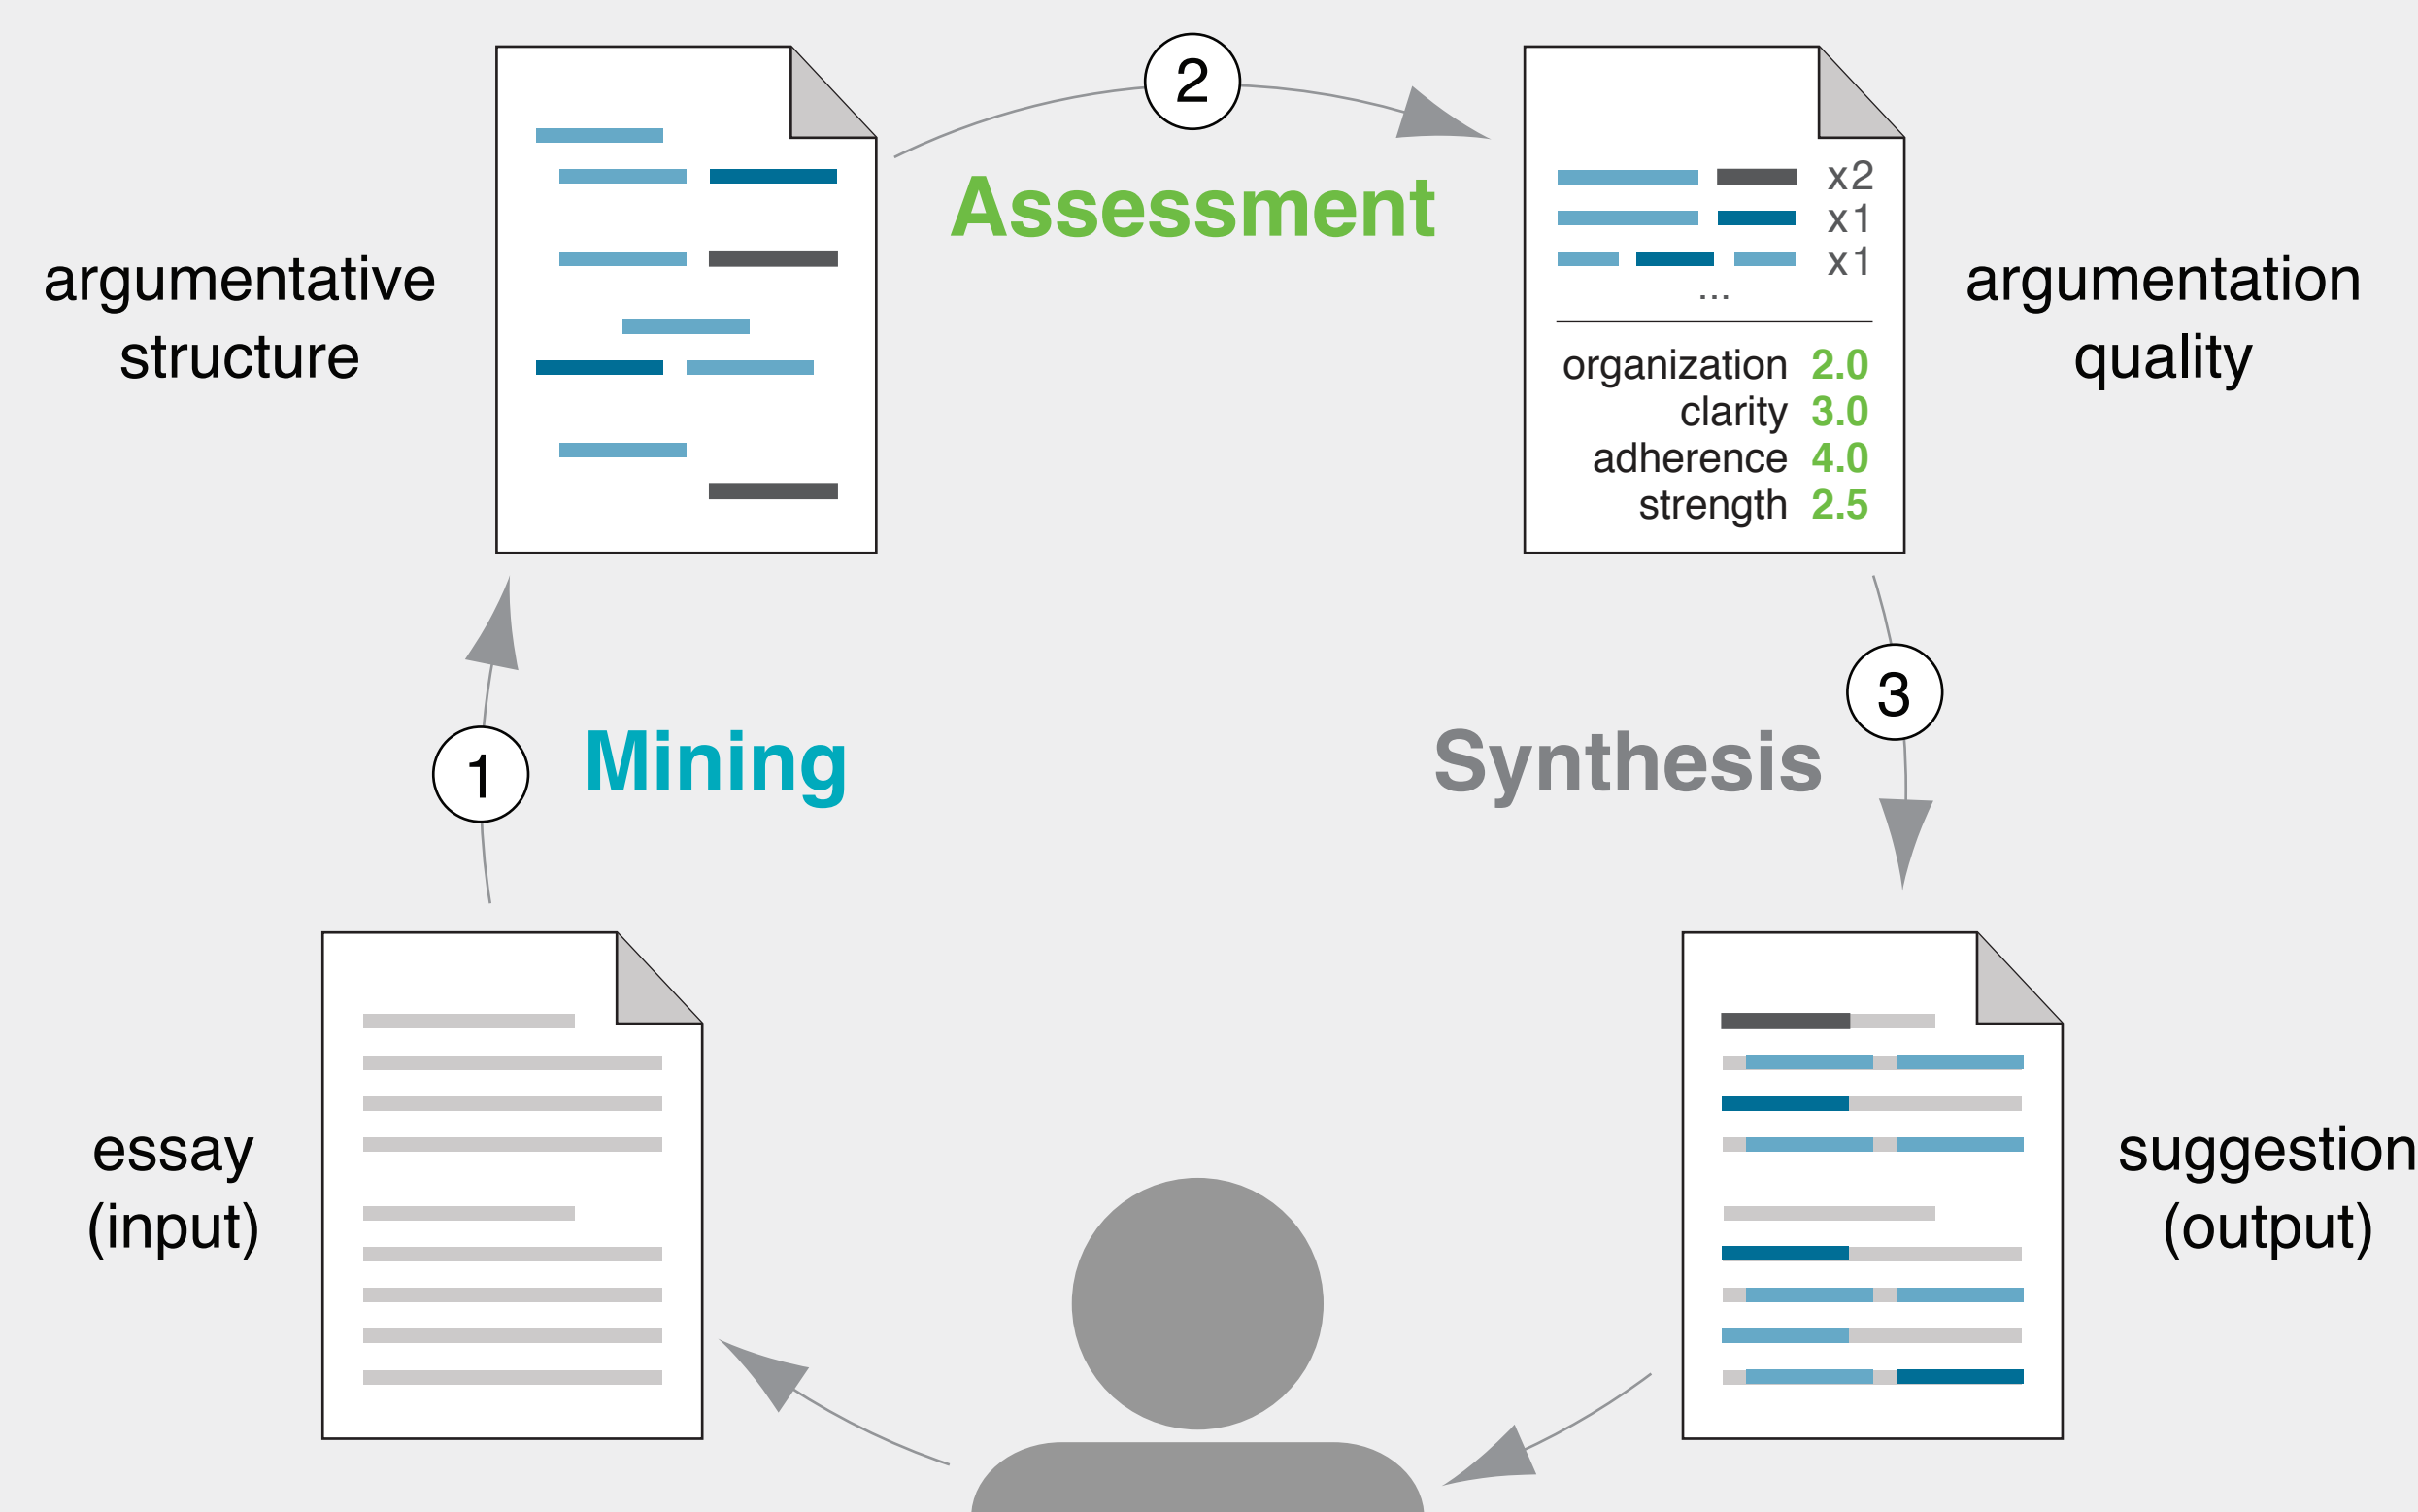 2
Assessment
argumentative
structure
x2
x1
x1
...
organization 2.0
clarity 3.0
adherence 4.0
strength 2.5
argumentation
quality
1
Mining
3
Synthesis
essay
(input)
suggestion
(output)